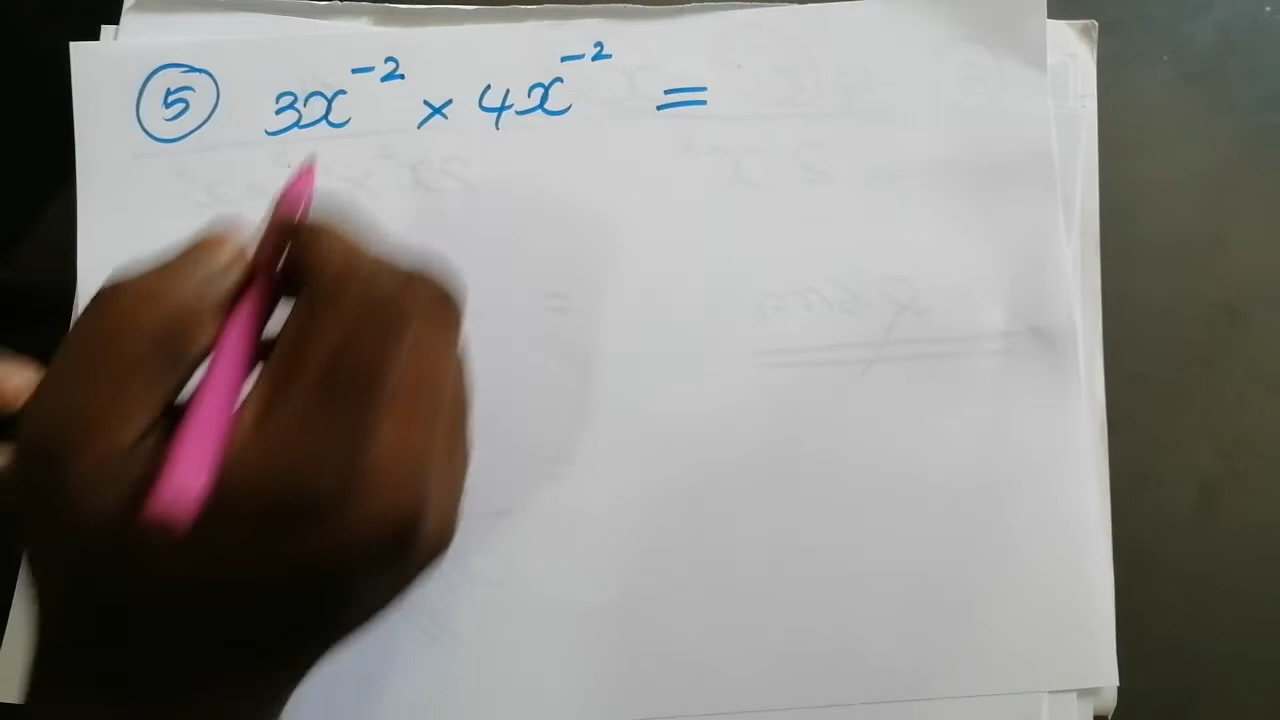 ⑤ 3x⁻² × 4x⁻² =